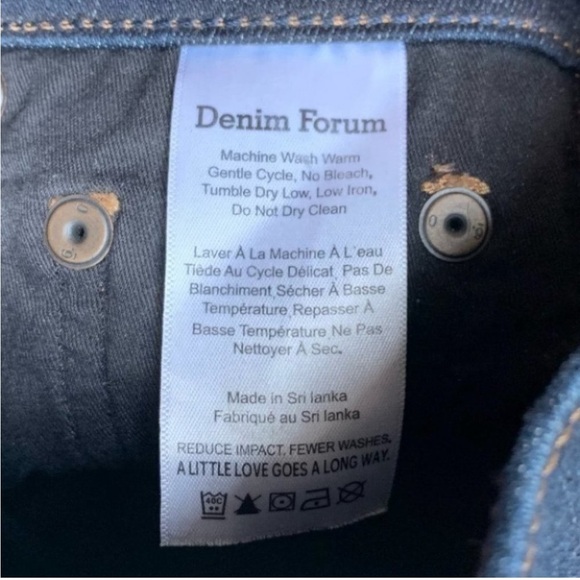 Denim Forum
Machine Wash Warm
Gentle Cycle, No Bleach,
Tumble Dry Low, Low Iron,
Do Not Dry Clean
Laver À La Machine À L'eau
Tiède Au Cycle Délicat, Pas De
Blanchiment,Sécher À Basse
Température,Repasser À
Basse Température,Ne Pas
Nettoyer À Sec.
Made in Sri lanka
Fabriqué au Sri lanka
REDUCE IMPACT. FEWER WASHES.
A LITTLE LOVE GOES A LONG WAY.
40C